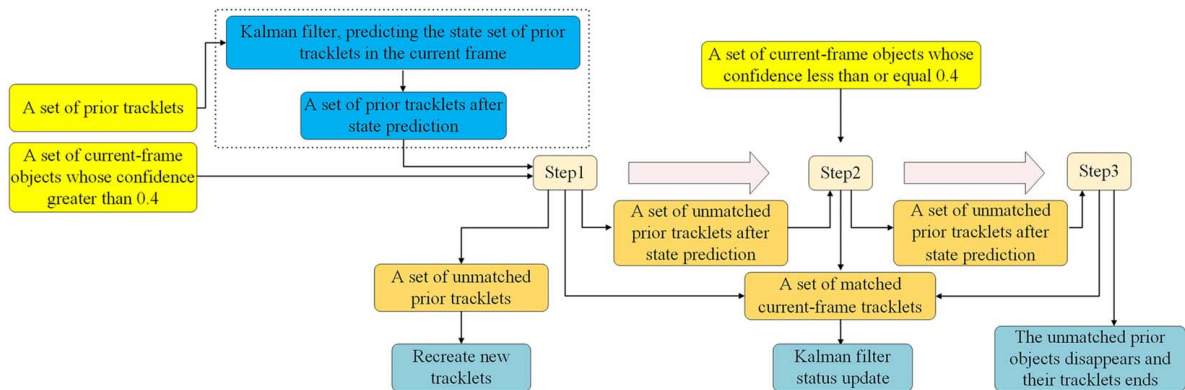 Kalman filter, predicting the state set of prior
tracklets in the current frame
A set of current-frame objects whose
confidence less than or equal 0.4
A set of prior tracklets
A set of prior tracklets after
state prediction
A set of current-frame
objects whose confidence
greater than 0.4
Step1
Step2
Step3
A set of unmatched
prior tracklets after
state prediction
A set of unmatched
prior tracklets after
state prediction
A set of unmatched
prior tracklets
A set of matched
current-frame tracklets
Recreate new
tracklets
Kalman filter
status update
The unmatched prior
objects disappears and
their tracklets ends